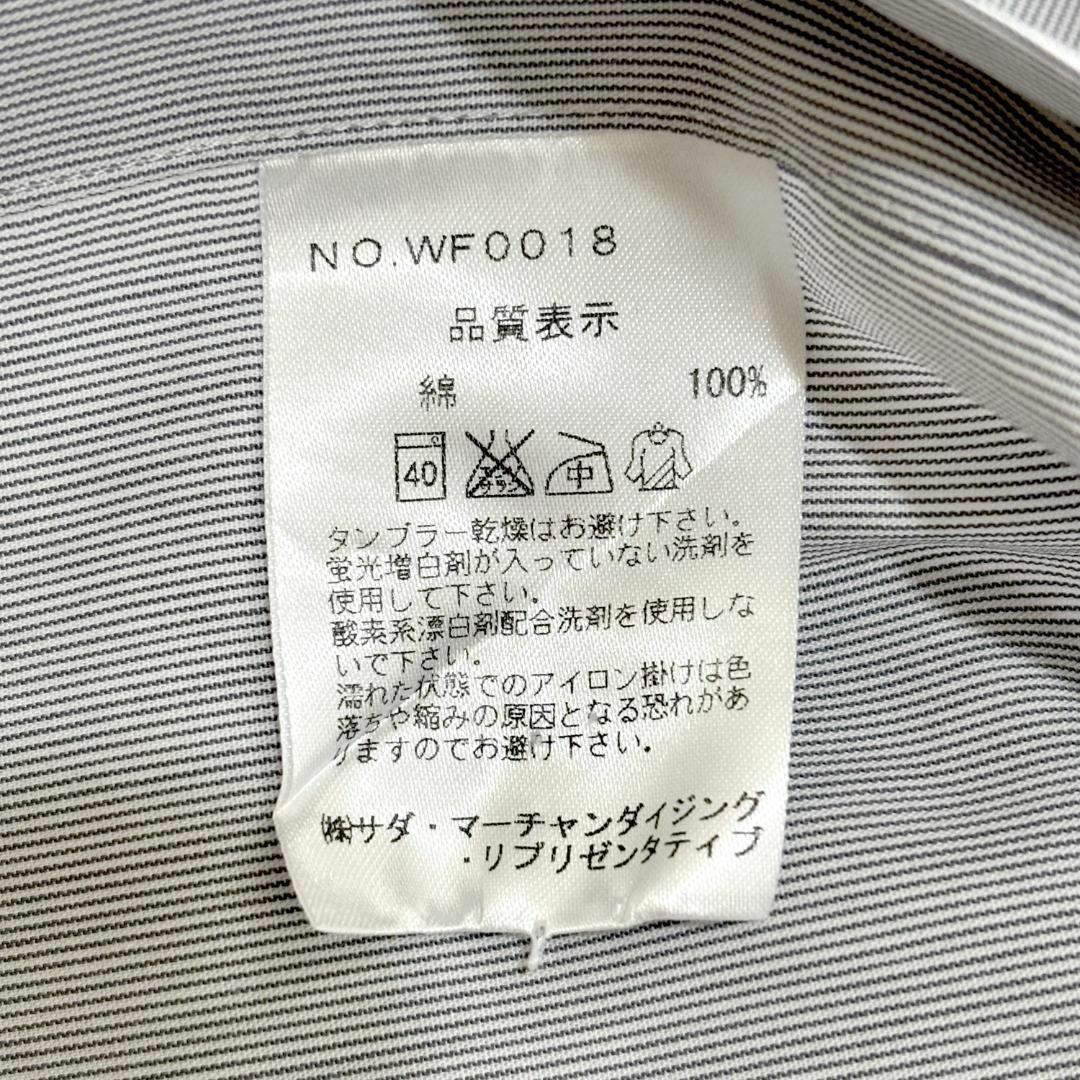 NO.WF0018
品質表示
綿 100%
40 エンソ サラシ 中
タンブラー乾燥はお避け下さい。
蛍光増白剤が入っていない洗剤を
使用して下さい。
酸素系漂白剤配合洗剤を使用しな
いで下さい。
濡れた状態でのアイロン掛けは色
落ちや縮みの原因となる恐れがあ
りますのでお避け下さい。
㈱サダ・マーチャンダイジング
・リプリゼンタティブ